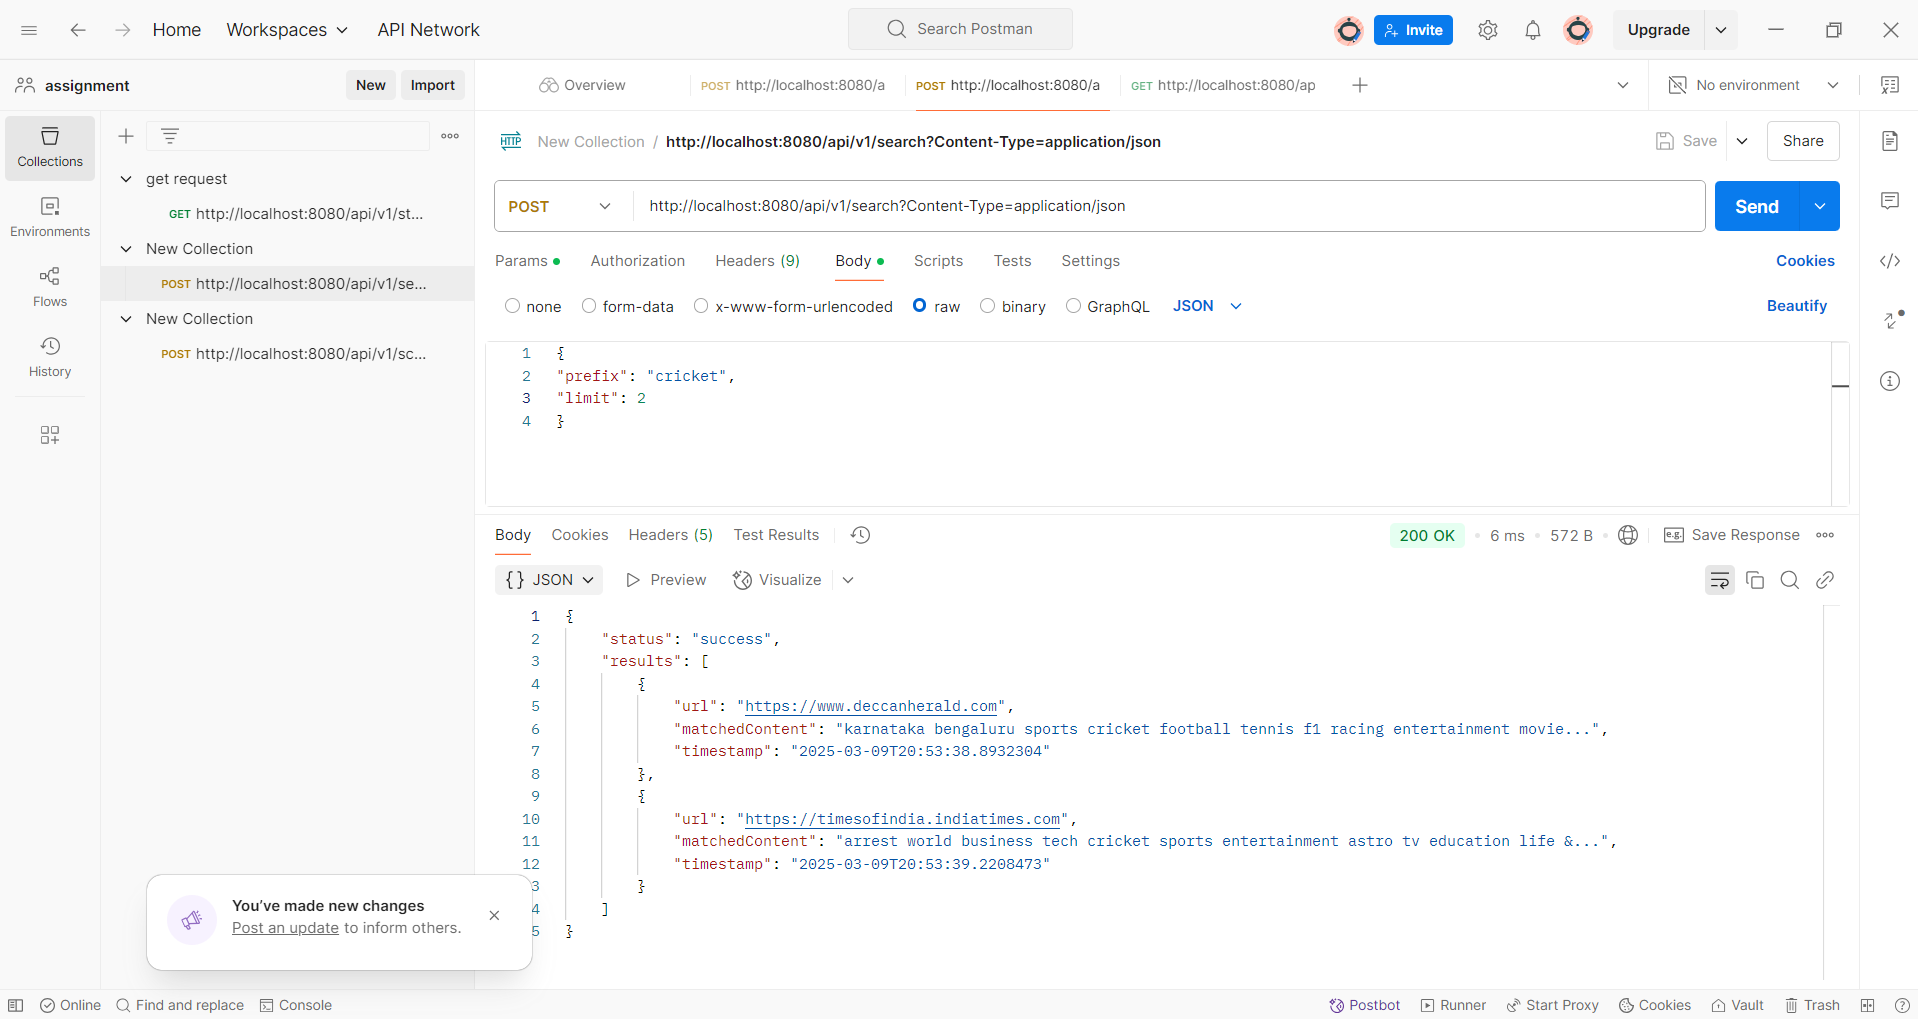 Home Workspaces API Network Search Postman Invite Upgrade
assignment New Import Overview POST http://localhost:8080/a POST http://localhost:8080/a GET http://localhost:8080/ap No environment
Collections
Environments
Flows
History
get request
GET http://localhost:8080/api/v1/st...
New Collection
POST http://localhost:8080/api/v1/se...
New Collection
POST http://localhost:8080/api/v1/sc...
HTTP New Collection / http://localhost:8080/api/v1/search?Content-Type=application/json Save Share
POST http://localhost:8080/api/v1/search?Content-Type=application/json Send
Params Authorization Headers (9) Body Scripts Tests Settings Cookies
none form-data x-www-form-urlencoded raw binary GraphQL JSON Beautify
1 {
2 "prefix": "cricket",
3 "limit": 2
4 }
Body Cookies Headers (5) Test Results 200 OK 6 ms 572 B e.g. Save Response
{} JSON Preview Visualize
1 {
2 "status": "success",
3 "results": [
4 {
5 "url": "https://www.deccanherald.com",
6 "matchedContent": "karnataka bengaluru sports cricket football tennis f1 racing entertainment movie...",
7 "timestamp": "2025-03-09T20:53:38.8932304"
8 },
9 {
10 "url": "https://timesofindia.indiatimes.com",
11 "matchedContent": "arrest world business tech cricket sports entertainment astro tv education life &...",
12 "timestamp": "2025-03-09T20:53:39.2208473"
3 }
4 ]
5 }
You've made new changes
Post an update to inform others.
Online Find and replace Console Postbot Runner Start Proxy Cookies Vault Trash